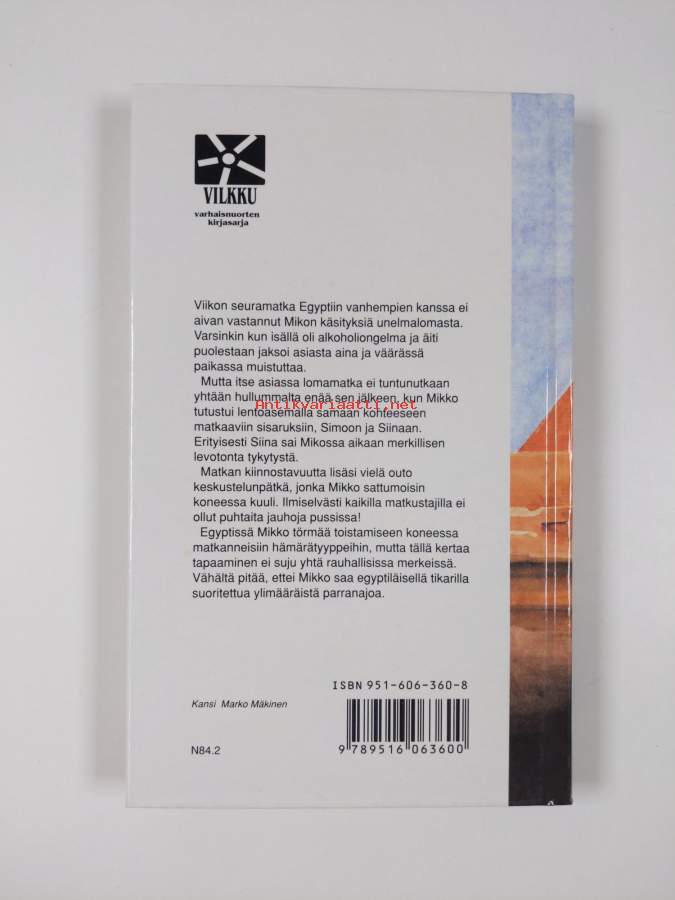 VILKKU
varhaisnuorten
kirjasarja
Viikon seuramatka Egyptiin vanhempien kanssa ei
aivan vastannut Mikon käsityksiä unelmalomasta.
Varsinkin kun isällä oli alkoholiongelma ja äiti
puolestaan jaksoi asiasta aina ja väärässä
paikassa muistuttaa.
Mutta itse asiassa lomamatka ei tuntunutkaan
yhtään hullummalta enää sen jälkeen, kun Mikko
Antikvariaatti.net
tutustui lentoasemalla samaan kohteeseen
matkaaviin sisaruksiin, Simoon ja Siinaan.
Erityisesti Siina sai Mikossa aikaan merkillisen
levotonta tykytystä.
Matkan kiinnostavuutta lisäsi vielä outo
keskustelunpätkä, jonka Mikko sattumoisin
koneessa kuuli. Ilmiselvästi kaikilla matkustajilla ei
ollut puhtaita jauhoja pussissa!
Egyptissä Mikko törmää toistamiseen koneessa
matkanneisiin hämärätyyppeihin, mutta tällä kertaa
tapaaminen ei suju yhtä rauhallisissa merkeissä.
Vähältä pitää, ettei Mikko saa egyptiläisellä tikarilla
suoritettua ylimääräistä parranajoa.
ISBN 951-606-360-8
Kansi Marko Mäkinen
9 789516 063600
N84.2